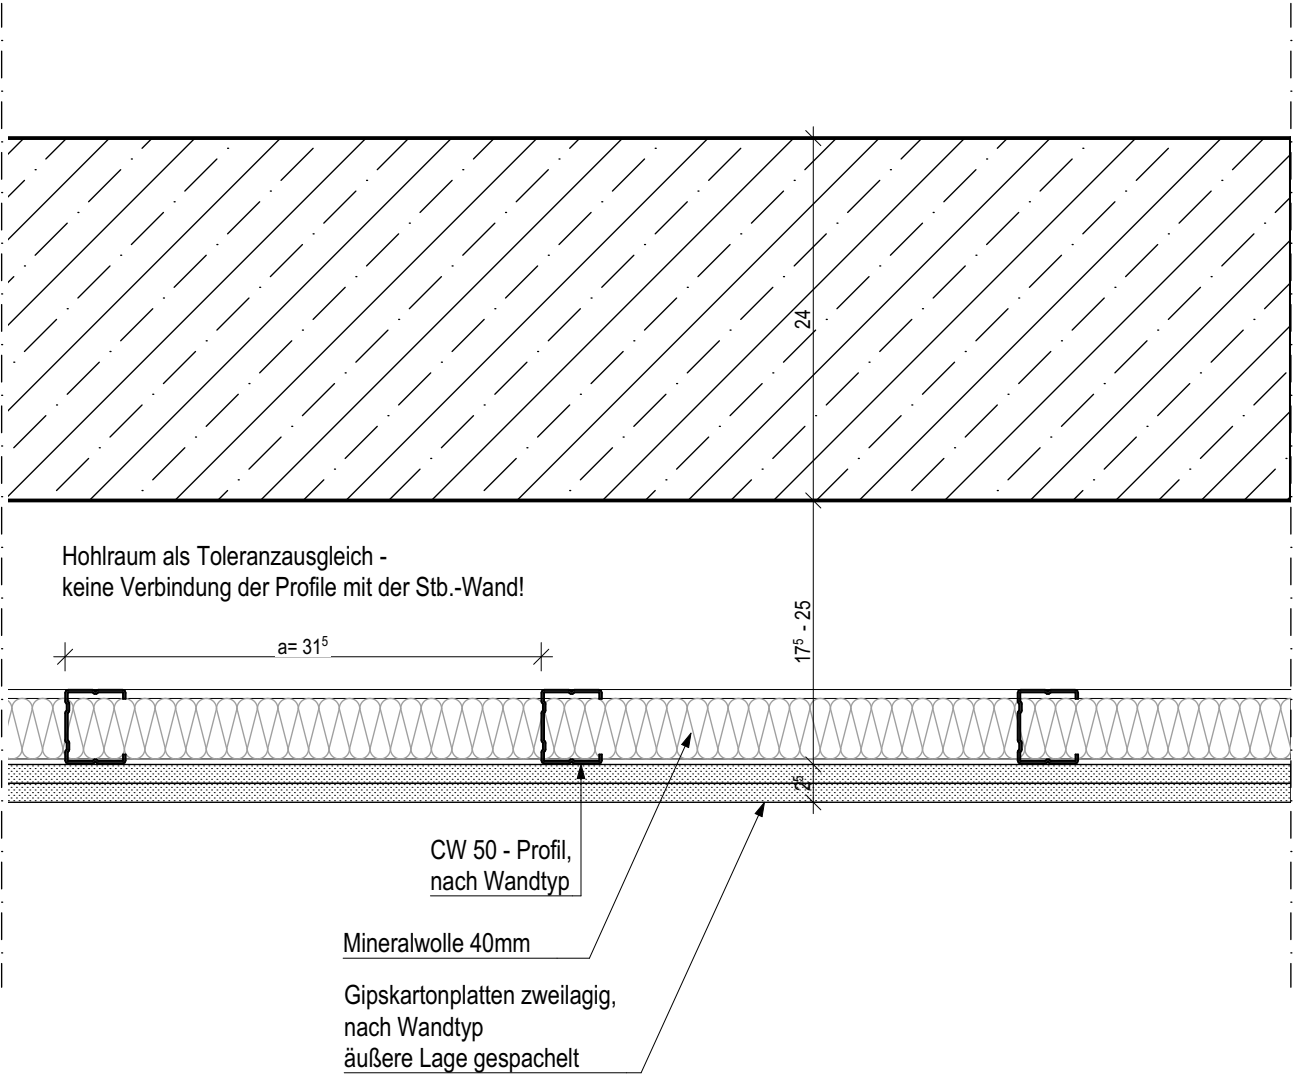 24
Hohlraum als Toleranzausgleich -
keine Verbindung der Profile mit der Stb.-Wand!
17⁵ - 25
a= 31⁵
2⁵
CW 50 - Profil,
nach Wandtyp
Mineralwolle 40mm
Gipskartonplatten zweilagig,
nach Wandtyp
äußere Lage gespachelt